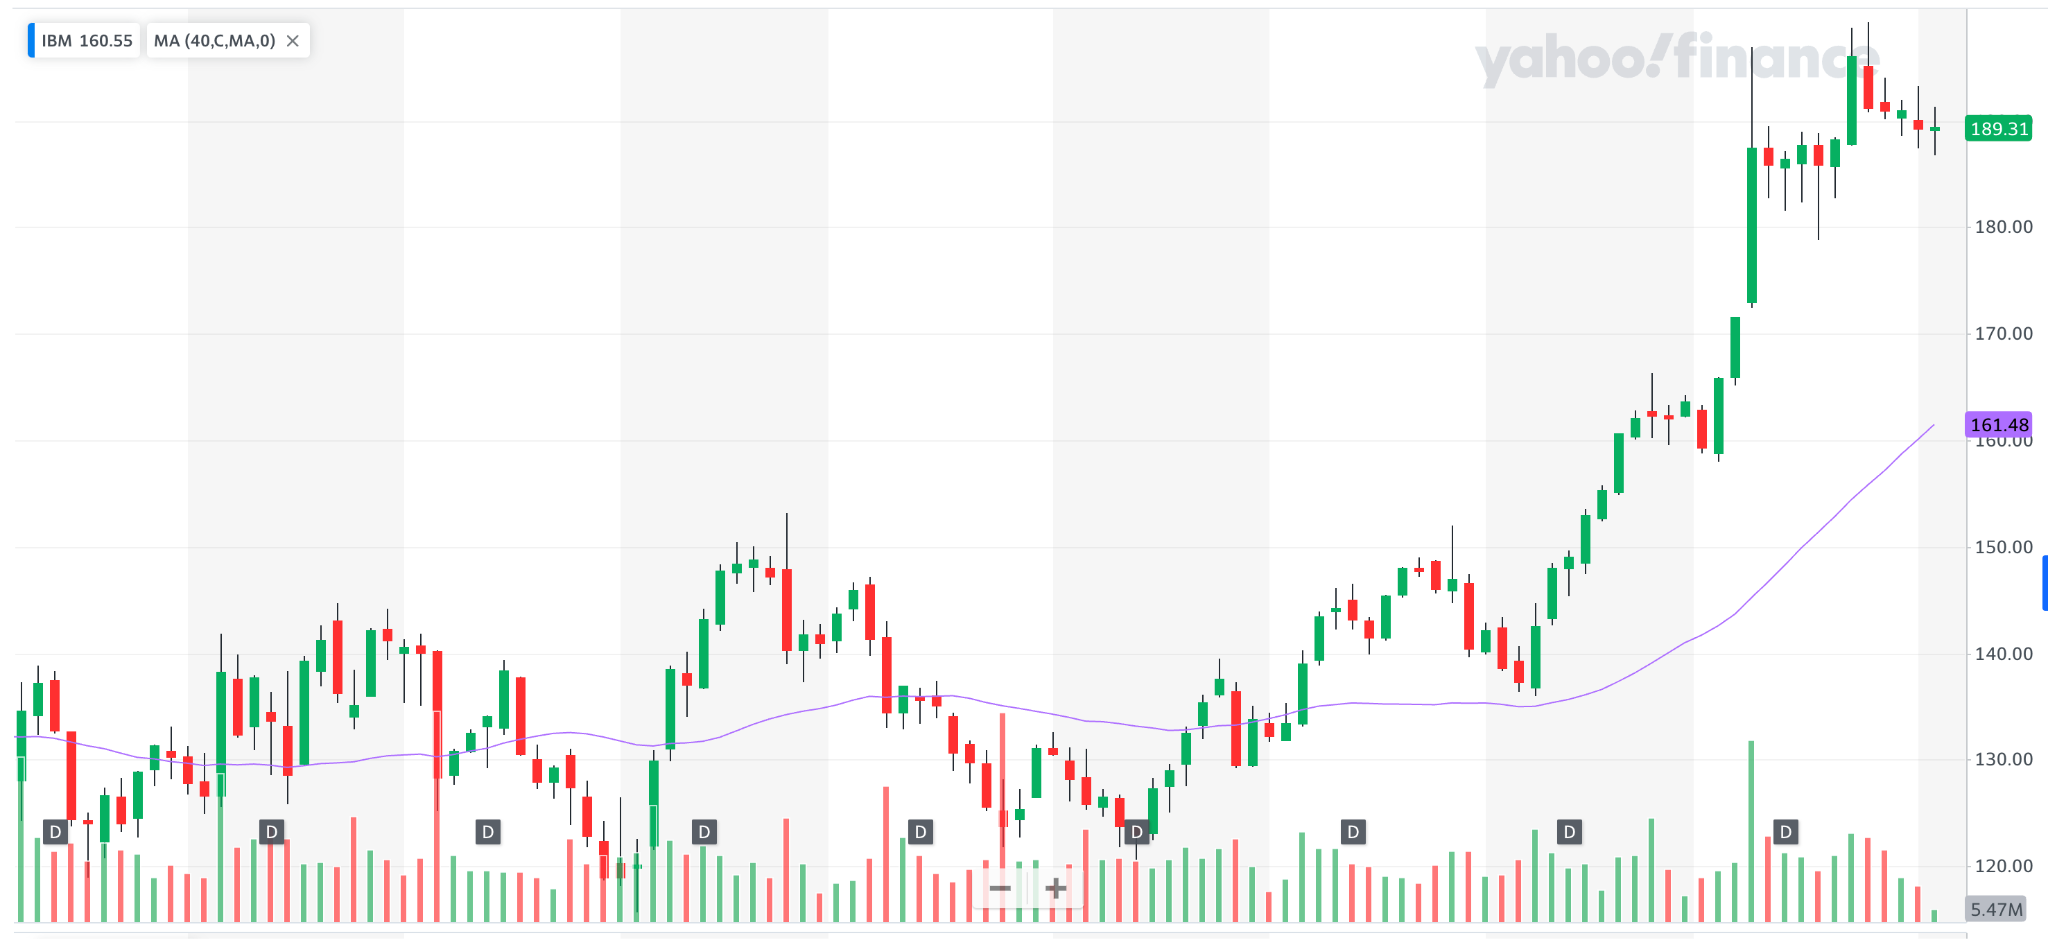 IBM 160.55 MA (40,C,MA,0) ×
yahoo!finance
189.31
180.00
170.00
161.48
160.00
150.00
140.00
130.00
D D D D D D D D D
120.00
5.47M